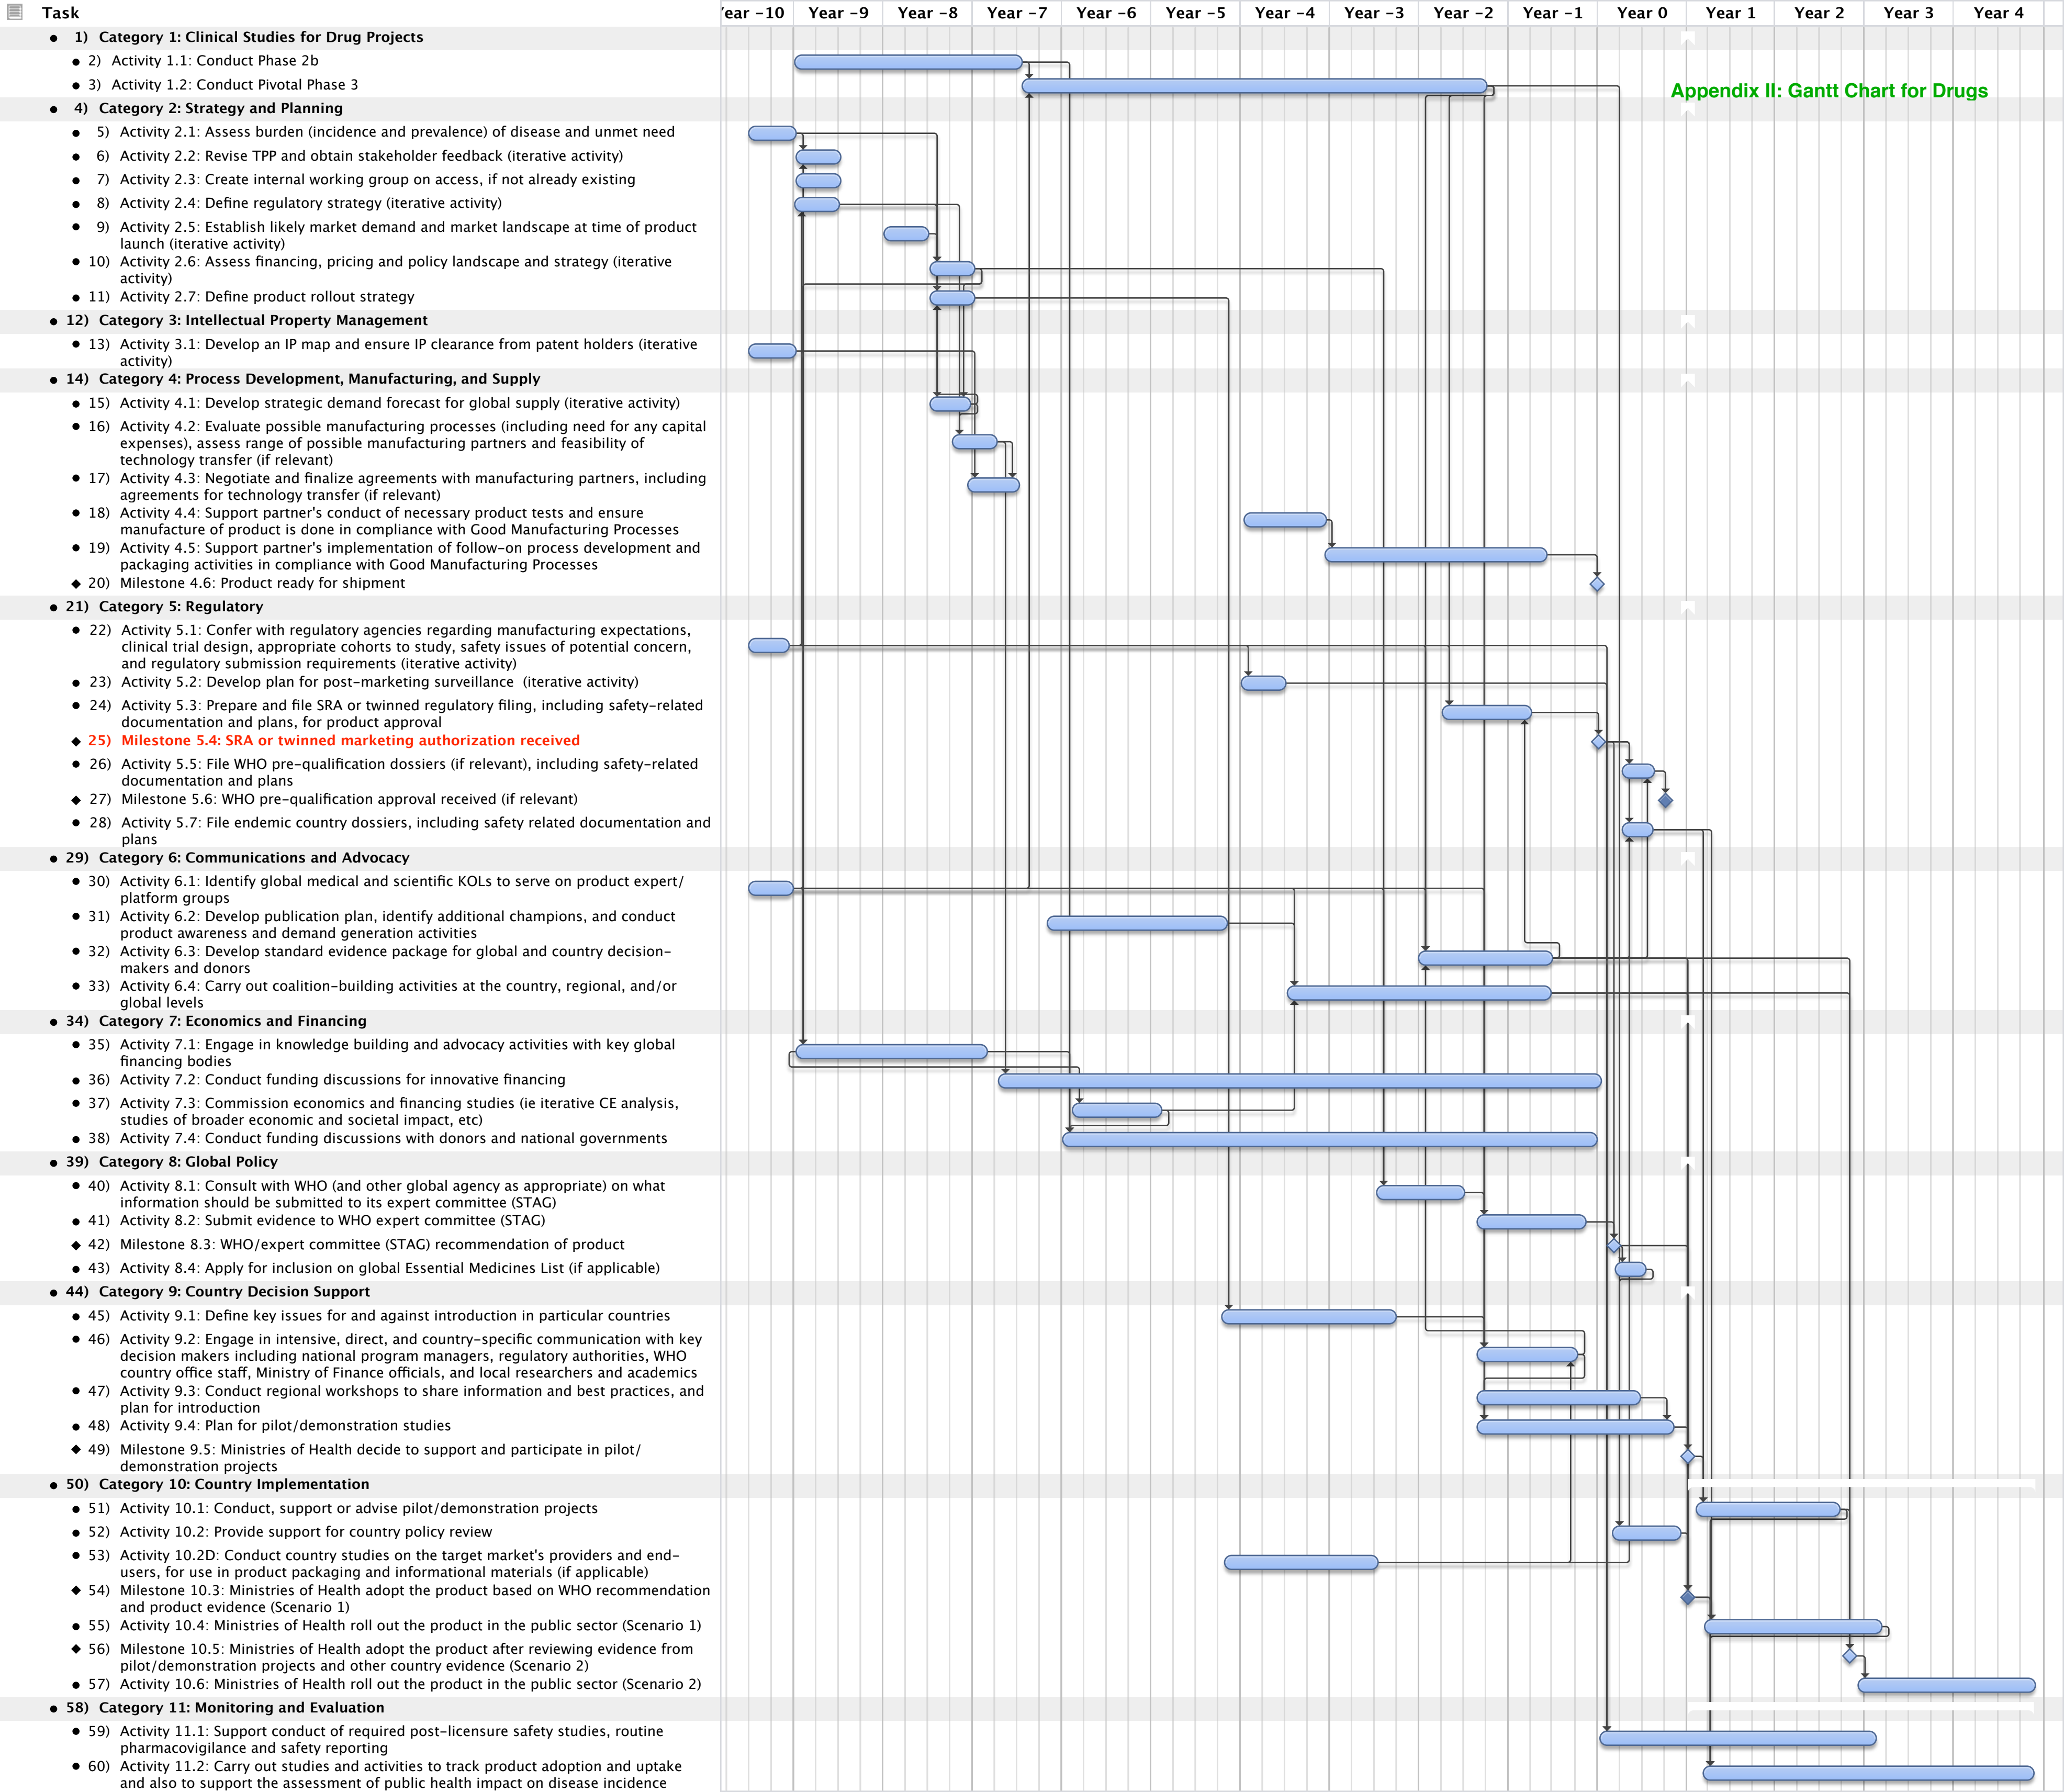 Task
Year -10 Year -9 Year -8 Year -7 Year -6 Year -5 Year -4 Year -3 Year -2 Year -1 Year 0 Year 1 Year 2 Year 3 Year 4
1) Category 1: Clinical Studies for Drug Projects
2) Activity 1.1: Conduct Phase 2b
3) Activity 1.2: Conduct Pivotal Phase 3
Appendix II: Gantt Chart for Drugs
4) Category 2: Strategy and Planning
5) Activity 2.1: Assess burden (incidence and prevalence) of disease and unmet need
6) Activity 2.2: Revise TPP and obtain stakeholder feedback (iterative activity)
7) Activity 2.3: Create internal working group on access, if not already existing
8) Activity 2.4: Define regulatory strategy (iterative activity)
9) Activity 2.5: Establish likely market demand and market landscape at time of product
launch (iterative activity)
10) Activity 2.6: Assess financing, pricing and policy landscape and strategy (iterative
activity)
11) Activity 2.7: Define product rollout strategy
12) Category 3: Intellectual Property Management
13) Activity 3.1: Develop an IP map and ensure IP clearance from patent holders (iterative
activity)
14) Category 4: Process Development, Manufacturing, and Supply
15) Activity 4.1: Develop strategic demand forecast for global supply (iterative activity)
16) Activity 4.2: Evaluate possible manufacturing processes (including need for any capital
expenses), assess range of possible manufacturing partners and feasibility of
technology transfer (if relevant)
17) Activity 4.3: Negotiate and finalize agreements with manufacturing partners, including
agreements for technology transfer (if relevant)
18) Activity 4.4: Support partner's conduct of necessary product tests and ensure
manufacture of product is done in compliance with Good Manufacturing Processes
19) Activity 4.5: Support partner's implementation of follow-on process development and
packaging activities in compliance with Good Manufacturing Processes
20) Milestone 4.6: Product ready for shipment
21) Category 5: Regulatory
22) Activity 5.1: Confer with regulatory agencies regarding manufacturing expectations,
clinical trial design, appropriate cohorts to study, safety issues of potential concern,
and regulatory submission requirements (iterative activity)
23) Activity 5.2: Develop plan for post-marketing surveillance (iterative activity)
24) Activity 5.3: Prepare and file SRA or twinned regulatory filing, including safety-related
documentation and plans, for product approval
25) Milestone 5.4: SRA or twinned marketing authorization received
26) Activity 5.5: File WHO pre-qualification dossiers (if relevant), including safety-related
documentation and plans
27) Milestone 5.6: WHO pre-qualification approval received (if relevant)
28) Activity 5.7: File endemic country dossiers, including safety related documentation and
plans
29) Category 6: Communications and Advocacy
30) Activity 6.1: Identify global medical and scientific KOLs to serve on product expert/
platform groups
31) Activity 6.2: Develop publication plan, identify additional champions, and conduct
product awareness and demand generation activities
32) Activity 6.3: Develop standard evidence package for global and country decision-
makers and donors
33) Activity 6.4: Carry out coalition-building activities at the country, regional, and/or
global levels
34) Category 7: Economics and Financing
35) Activity 7.1: Engage in knowledge building and advocacy activities with key global
financing bodies
36) Activity 7.2: Conduct funding discussions for innovative financing
37) Activity 7.3: Commission economics and financing studies (ie iterative CE analysis,
studies of broader economic and societal impact, etc)
38) Activity 7.4: Conduct funding discussions with donors and national governments
39) Category 8: Global Policy
40) Activity 8.1: Consult with WHO (and other global agency as appropriate) on what
information should be submitted to its expert committee (STAG)
41) Activity 8.2: Submit evidence to WHO expert committee (STAG)
42) Milestone 8.3: WHO/expert committee (STAG) recommendation of product
43) Activity 8.4: Apply for inclusion on global Essential Medicines List (if applicable)
44) Category 9: Country Decision Support
45) Activity 9.1: Define key issues for and against introduction in particular countries
46) Activity 9.2: Engage in intensive, direct, and country-specific communication with key
decision makers including national program managers, regulatory authorities, WHO
country office staff, Ministry of Finance officials, and local researchers and academics
47) Activity 9.3: Conduct regional workshops to share information and best practices, and
plan for introduction
48) Activity 9.4: Plan for pilot/demonstration studies
49) Milestone 9.5: Ministries of Health decide to support and participate in pilot/
demonstration projects
50) Category 10: Country Implementation
51) Activity 10.1: Conduct, support or advise pilot/demonstration projects
52) Activity 10.2: Provide support for country policy review
53) Activity 10.2D: Conduct country studies on the target market's providers and end-
users, for use in product packaging and informational materials (if applicable)
54) Milestone 10.3: Ministries of Health adopt the product based on WHO recommendation
and product evidence (Scenario 1)
55) Activity 10.4: Ministries of Health roll out the product in the public sector (Scenario 1)
56) Milestone 10.5: Ministries of Health adopt the product after reviewing evidence from
pilot/demonstration projects and other country evidence (Scenario 2)
57) Activity 10.6: Ministries of Health roll out the product in the public sector (Scenario 2)
58) Category 11: Monitoring and Evaluation
59) Activity 11.1: Support conduct of required post-licensure safety studies, routine
pharmacovigilance and safety reporting
60) Activity 11.2: Carry out studies and activities to track product adoption and uptake
and also to support the assessment of public health impact on disease incidence